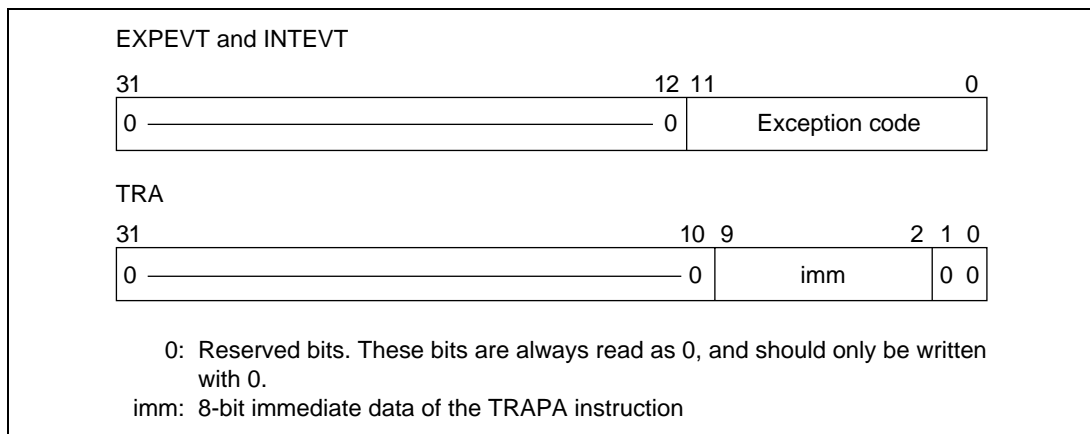 EXPEVT and INTEVT
31 12 11 0
0 0 Exception code
TRA
31 10 9 2 1 0
0 0 imm 0 0
0: Reserved bits. These bits are always read as 0, and should only be written
with 0.
imm: 8-bit immediate data of the TRAPA instruction